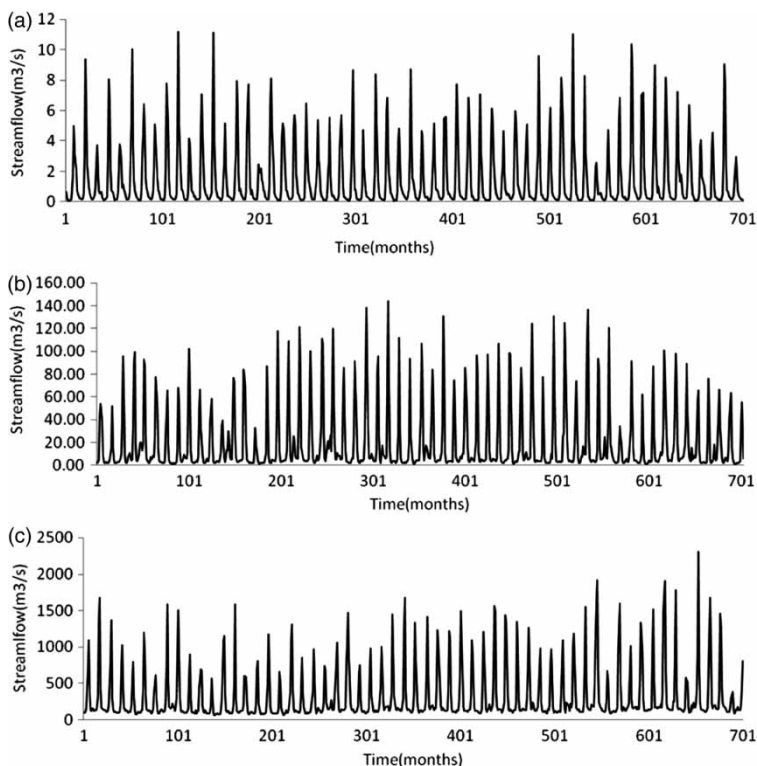 (a)
12
10
8
6
4
2
0
Streamflow(m3/s)
1 101 201 301 401 501 601 701
Time(months)
(b)
160.00
140.00
120.00
100.00
80.00
60.00
40.00
20.00
0.00
Streamflow(m3/s)
1 101 201 301 401 501 601 701
Time(months)
(c)
2500
2000
1500
1000
500
0
Streamlfow(m3/s)
1 101 201 301 401 501 601 701
Time(months)